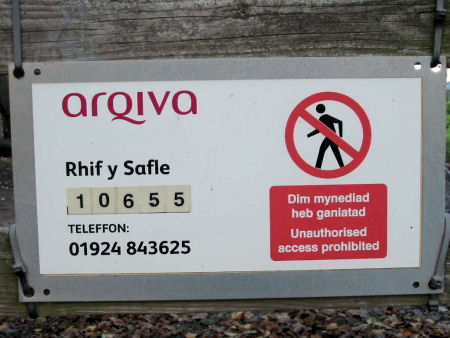 arqiva
Rhif y Safle
10655
TELEFFON:
01924 843625
Dim mynediad
heb ganiatad
Unauthorised
access prohibited